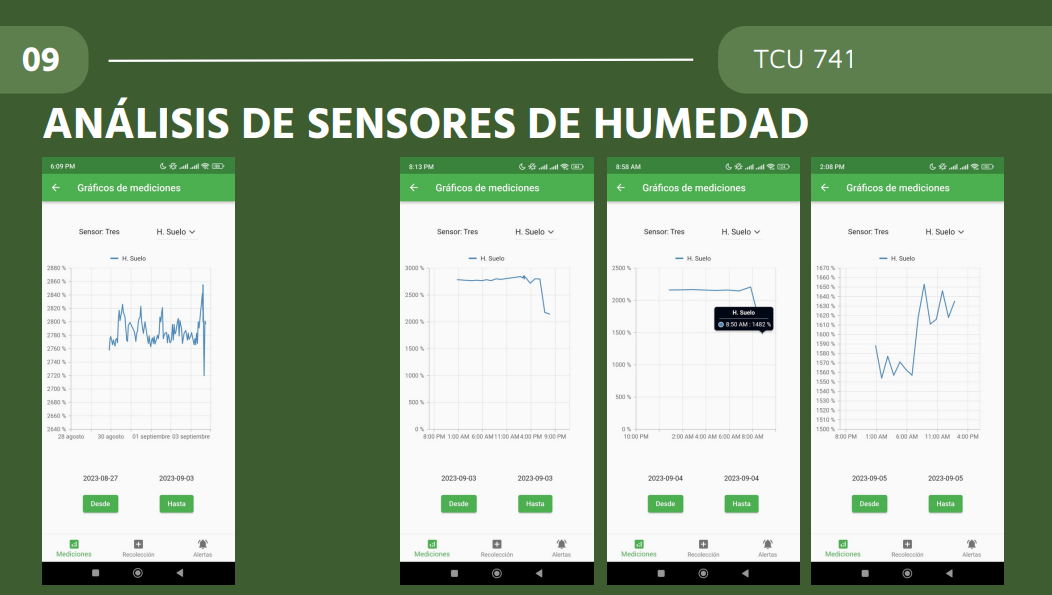 09
TCU 741
ANÁLISIS DE SENSORES DE HUMEDAD
6:09 PM
Gráficos de mediciones
Sensor: Tres H. Suelo
H. Suelo
2880 %
2860 %
2840 %
2820 %
2800 %
2780 %
2760 %
2740 %
2720 %
2700 %
2680 %
2660 %
2640 %
28 agosto 30 agosto 01 septiembre 03 septiembre
2023-08-27 2023-09-03
Desde Hasta
Mediciones Recolección Alertas
8:13 PM
Gráficos de mediciones
Sensor: Tres H. Suelo
H. Suelo
3000 %
2500 %
2000 %
1500 %
1000 %
500 %
0 %
8:00 PM 1:00 AM 6:00 AM 11:00 AM 4:00 PM 9:00 PM
2023-09-03 2023-09-03
Desde Hasta
Mediciones Recolección Alertas
8:58 AM
Gráficos de mediciones
Sensor: Tres H. Suelo
H. Suelo
2500 %
2000 %
H. Suelo
8:50 AM : 1482 %
1500 %
1000 %
500 %
0 %
10:00 PM 2:00 AM 4:00 AM 6:00 AM 8:00 AM
2023-09-04 2023-09-04
Desde Hasta
Mediciones Recolección Alertas
2:08 PM
Gráficos de mediciones
Sensor: Tres H. Suelo
H. Suelo
1670 %
1660 %
1650 %
1640 %
1630 %
1620 %
1610 %
1600 %
1590 %
1580 %
1570 %
1560 %
1550 %
1540 %
1530 %
1520 %
1510 %
1500 %
8:00 PM 1:00 AM 6:00 AM 11:00 AM 4:00 PM
2023-09-05 2023-09-05
Desde Hasta
Mediciones Recolección Alertas